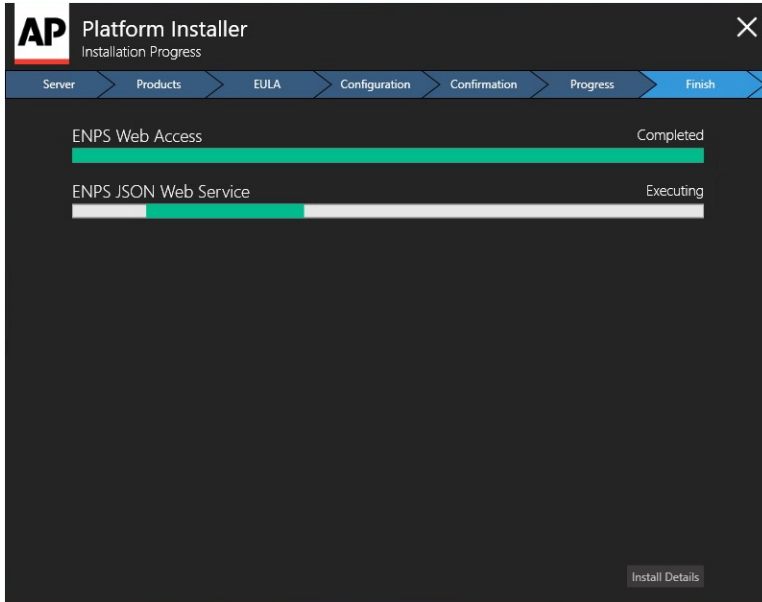 AP Platform Installer
Installation Progress
Server Products EULA Configuration Confirmation Progress Finish
ENPS Web Access Completed
ENPS JSON Web Service Executing
Install Details